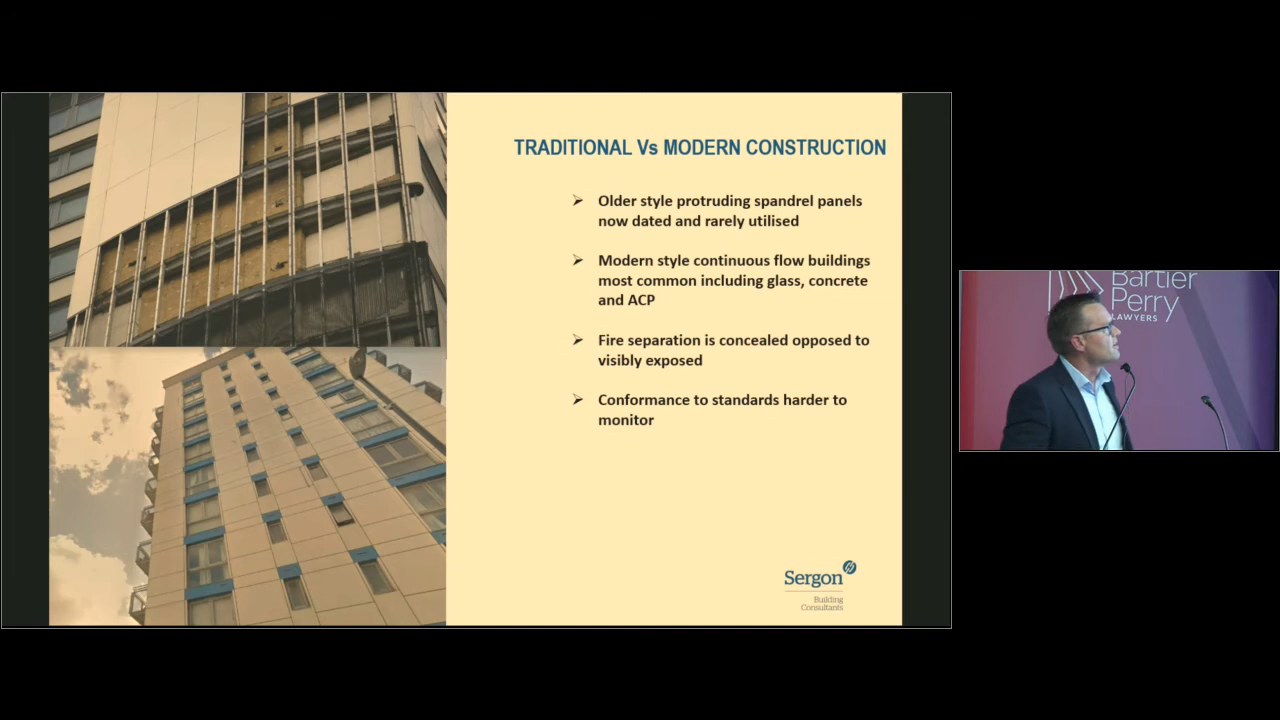 TRADITIONAL Vs MODERN CONSTRUCTION
Older style protruding spandrel panels
now dated and rarely utilised
Modern style continuous flow buildings
most common including glass, concrete
and ACP
Fire separation is concealed opposed to
visibly exposed
Conformance to standards harder to
monitor
Sergon
Building
Consultants
Bartier
Perry
LAWYERS